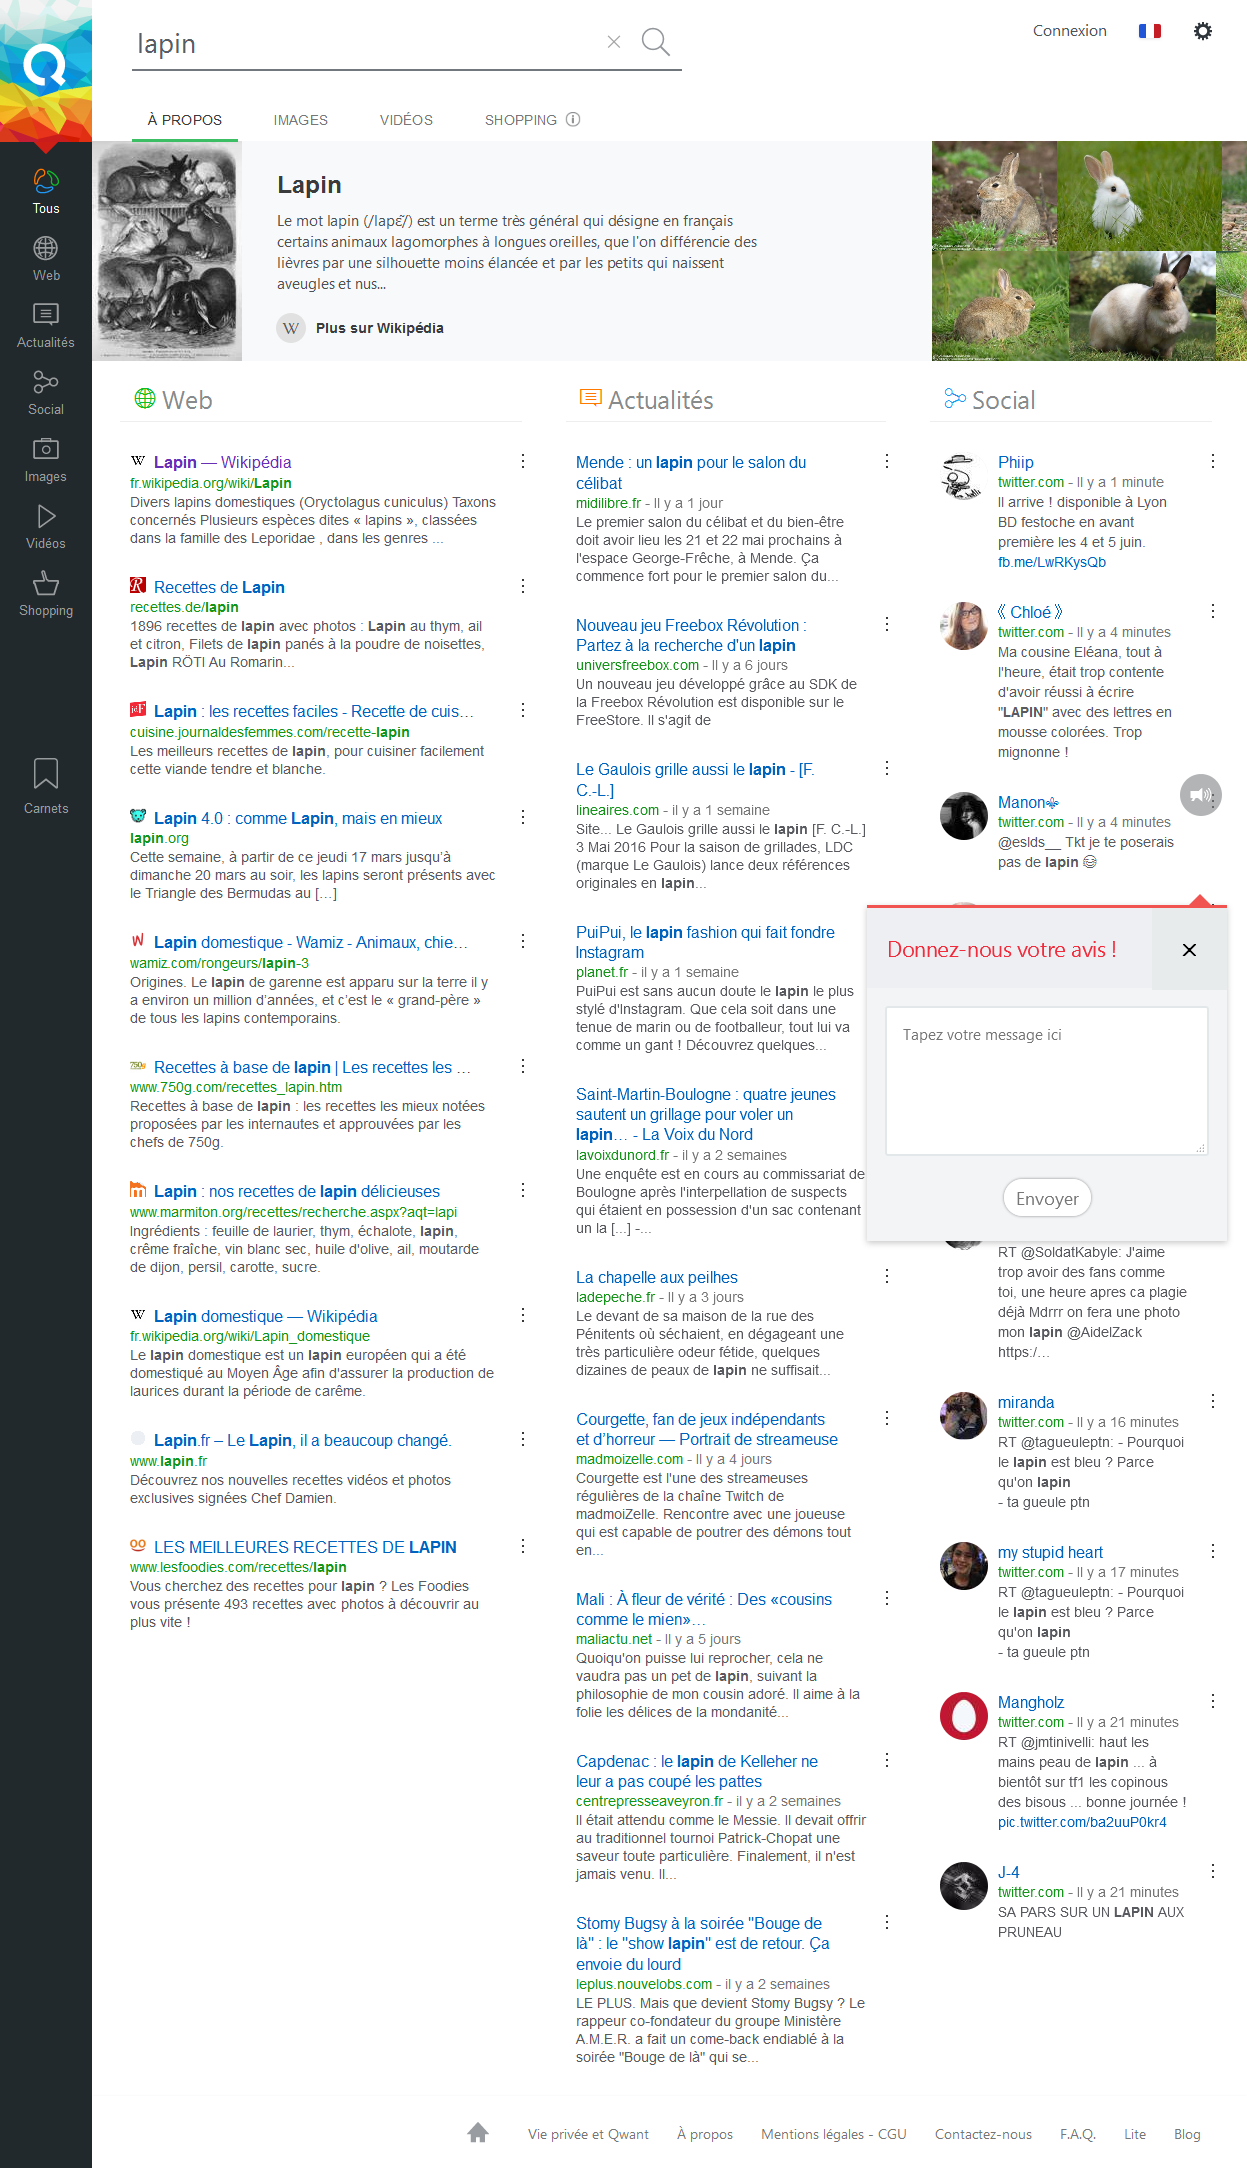 lapin
Connexion
À PROPOS
IMAGES
VIDÉOS
SHOPPING
Tous
Web
Actualités
Social
Images
Vidéos
Shopping
Carnets
Lapin
Le mot lapin (/lapɛ̃/) est un terme très général qui désigne en français
certains animaux lagomorphes à longues oreilles, que l'on différencie des
lièvres par une silhouette moins élancée et par les petits qui naissent
aveugles et nus...
W Plus sur Wikipédia
Web
W Lapin — Wikipédia
fr.wikipedia.org/wiki/Lapin
Divers lapins domestiques (Oryctolagus cuniculus) Taxons
concernés Plusieurs espèces dites « lapins », classées
dans la famille des Leporidae , dans les genres ...
R Recettes de Lapin
recettes.de/lapin
1896 recettes de lapin avec photos : Lapin au thym, ail
et citron, Filets de lapin panés à la poudre de noisettes,
Lapin RÖTI Au Romarin...
Lapin : les recettes faciles - Recette de cuis…
cuisine.journaldesfemmes.com/recette-lapin
Les meilleurs recettes de lapin, pour cuisiner facilement
cette viande tendre et blanche.
Lapin 4.0 : comme Lapin, mais en mieux
lapin.org
Cette semaine, à partir de ce jeudi 17 mars jusqu'à
dimanche 20 mars au soir, les lapins seront présents avec
le Triangle des Bermudas au […]
W Lapin domestique - Wamiz - Animaux, chie…
wamiz.com/rongeurs/lapin-3
Origines. Le lapin de garenne est apparu sur la terre il y
a environ un million d'années, et c'est le « grand-père »
de tous les lapins contemporains.
750g Recettes à base de lapin | Les recettes les …
www.750g.com/recettes_lapin.htm
Recettes à base de lapin : les recettes les mieux notées
proposées par les internautes et approuvées par les
chefs de 750g.
Lapin : nos recettes de lapin délicieuses
www.marmiton.org/recettes/recherche.aspx?aqt=lapi
Ingrédients : feuille de laurier, thym, échalote, lapin,
crême fraîche, vin blanc sec, huile d'olive, ail, moutarde
de dijon, persil, carotte, sucre.
W Lapin domestique — Wikipédia
fr.wikipedia.org/wiki/Lapin_domestique
Le lapin domestique est un lapin européen qui a été
domestiqué au Moyen Âge afin d'assurer la production de
laurices durant la période de carême.
Lapin.fr – Le Lapin, il a beaucoup changé.
www.lapin.fr
Découvrez nos nouvelles recettes vidéos et photos
exclusives signées Chef Damien.
LES MEILLEURES RECETTES DE LAPIN
www.lesfoodies.com/recettes/lapin
Vous cherchez des recettes pour lapin ? Les Foodies
vous présente 493 recettes avec photos à découvrir au
plus vite !
Actualités
Mende : un lapin pour le salon du
célibat
midilibre.fr - Il y a 1 jour
Le premier salon du célibat et du bien-être
doit avoir lieu les 21 et 22 mai prochains à
l'espace George-Frêche, à Mende. Ça
commence fort pour le premier salon du...
Nouveau jeu Freebox Révolution :
Partez à la recherche d'un lapin
universfreebox.com - Il y a 6 jours
Un nouveau jeu développé grâce au SDK de
la Freebox Révolution est disponible sur le
FreeStore. Il s'agit de
Le Gaulois grille aussi le lapin - [F.
C.-L.]
lineaires.com - il y a 1 semaine
Site... Le Gaulois grille aussi le lapin [F. C.-L.]
3 Mai 2016 Pour la saison de grillades, LDC
(marque Le Gaulois) lance deux références
originales en lapin...
PuiPui, le lapin fashion qui fait fondre
Instagram
planet.fr - il y a 1 semaine
PuiPui est sans aucun doute le lapin le plus
stylé d'Instagram. Que cela soit dans une
tenue de marin ou de footballeur, tout lui va
comme un gant ! Découvrez quelques...
Saint-Martin-Boulogne : quatre jeunes
sautent un grillage pour voler un
lapin… - La Voix du Nord
lavoixdunord.fr - il y a 2 semaines
Une enquête est en cours au commissariat de
Boulogne après l'interpellation de suspects
qui étaient en possession d'un sac contenant
un la [...] -...
La chapelle aux peilhes
ladepeche.fr - Il y a 3 jours
Le devant de sa maison de la rue des
Pénitents où séchaient, en dégageant une
très particulière odeur fétide, quelques
dizaines de peaux de lapin ne suffisait...
Courgette, fan de jeux indépendants
et d'horreur — Portrait de streameuse
madmoizelle.com - Il y a 4 jours
Courgette est l'une des streameuses
régulières de la chaîne Twitch de
madmoiZelle. Rencontre avec une joueuse
qui est capable de poutrer des démons tout
en...
Mali : À fleur de vérité : Des «cousins
comme le mien»…
maliactu.net - Il y a 5 jours
Quoiqu'on puisse lui reprocher, cela ne
vaudra pas un pet de lapin, suivant la
philosophie de mon cousin adoré. Il aime à la
folie les délices de la mondanité...
Capdenac : le lapin de Kelleher ne
leur a pas coupé les pattes
centrepresseaveyron.fr - il y a 2 semaines
Il était attendu comme le Messie. Il devait offrir
au traditionnel tournoi Patrick-Chopat une
saveur toute particulière. Finalement, il n'est
jamais venu. Il...
Stomy Bugsy à la soirée "Bouge de
là" : le "show lapin" est de retour. Ça
envoie du lourd
leplus.nouvelobs.com - il y a 2 semaines
LE PLUS. Mais que devient Stomy Bugsy ? Le
rappeur co-fondateur du groupe Ministère
A.M.E.R. a fait un come-back endiablé à la
soirée "Bouge de là" qui se...
Social
Phiip
twitter.com - Il y a 1 minute
Il arrive ! disponible à Lyon
BD festoche en avant
première les 4 et 5 juin.
fb.me/LwRKysQb
《 Chloé 》
twitter.com - Il y a 4 minutes
Ma cousine Eléana, tout à
l'heure, était trop contente
d'avoir réussi à écrire
"LAPIN" avec des lettres en
mousse colorées. Trop
mignonne !
Manon
twitter.com - Il y a 4 minutes
@eslds__ Tkt je te poserais
pas de lapin 😂
Donnez-nous votre avis !
Tapez votre message ici
Envoyer
RT @SoldatKabyle: J'aime
trop avoir des fans comme
toi, une heure apres ca plagie
déjà Mdrrr on fera une photo
mon lapin @AidelZack
https:/…
miranda
twitter.com - Il y a 16 minutes
RT @tagueuleptn: - Pourquoi
le lapin est bleu ? Parce
qu'on lapin
- ta gueule ptn
my stupid heart
twitter.com - Il y a 17 minutes
RT @tagueuleptn: - Pourquoi
le lapin est bleu ? Parce
qu'on lapin
- ta gueule ptn
Mangholz
twitter.com - Il y a 21 minutes
RT @jmtinivelli: haut les
mains peau de lapin ... à
bientôt sur tf1 les copinous
des bisous ... bonne journée !
pic.twitter.com/ba2uuP0kr4
J-4
twitter.com - Il y a 21 minutes
SA PARS SUR UN LAPIN AUX
PRUNEAU
Vie privée et Qwant
À propos
Mentions légales - CGU
Contactez-nous
F.A.Q.
Lite
Blog